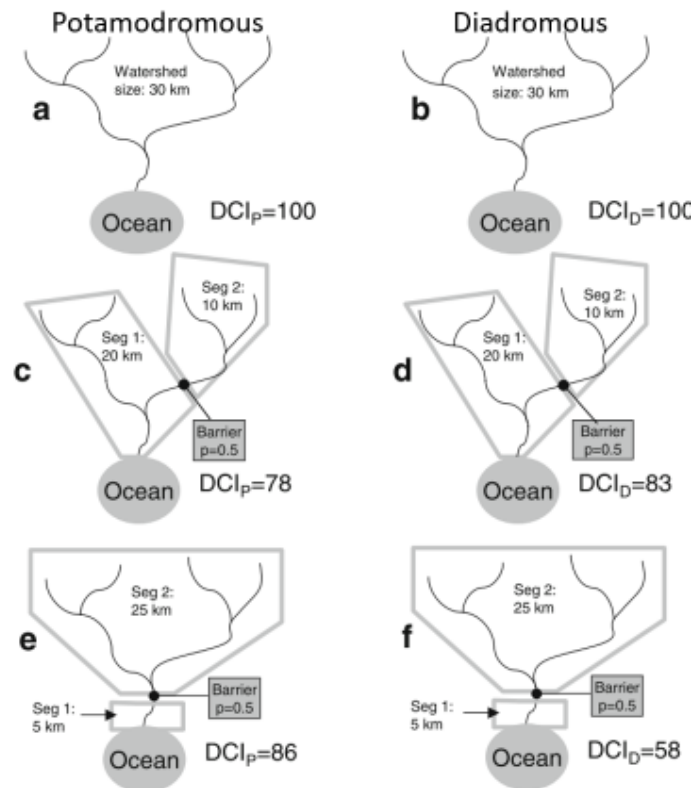 Potamodromous
Diadromous
Watershed
size: 30 km
a
Ocean
DCIP=100
Watershed
size: 30 km
b
Ocean
DCID=100
Seg 2:
10 km
Seg 1:
20 km
c
Barrier
p=0.5
Ocean
DCIP=78
Seg 2:
10 km
Seg 1:
20 km
d
Barrier
p=0.5
Ocean
DCID=83
Seg 2:
25 km
e
Barrier
p=0.5
Seg 1:
5 km
Ocean
DCIP=86
Seg 2:
25 km
f
Barrier
p=0.5
Seg 1:
5 km
Ocean
DCID=58